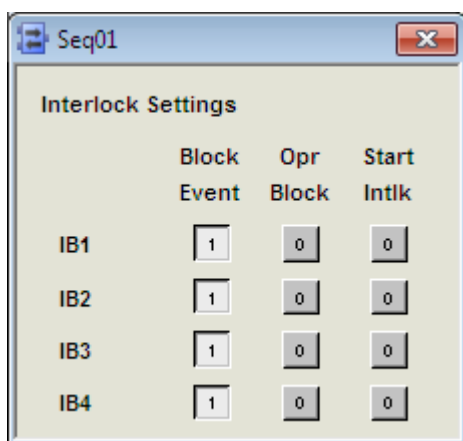 Seq01
Interlock Settings
Block Opr Start
Event Block Intlk
IB1 1 0 0
IB2 1 0 0
IB3 1 0 0
IB4 1 0 0